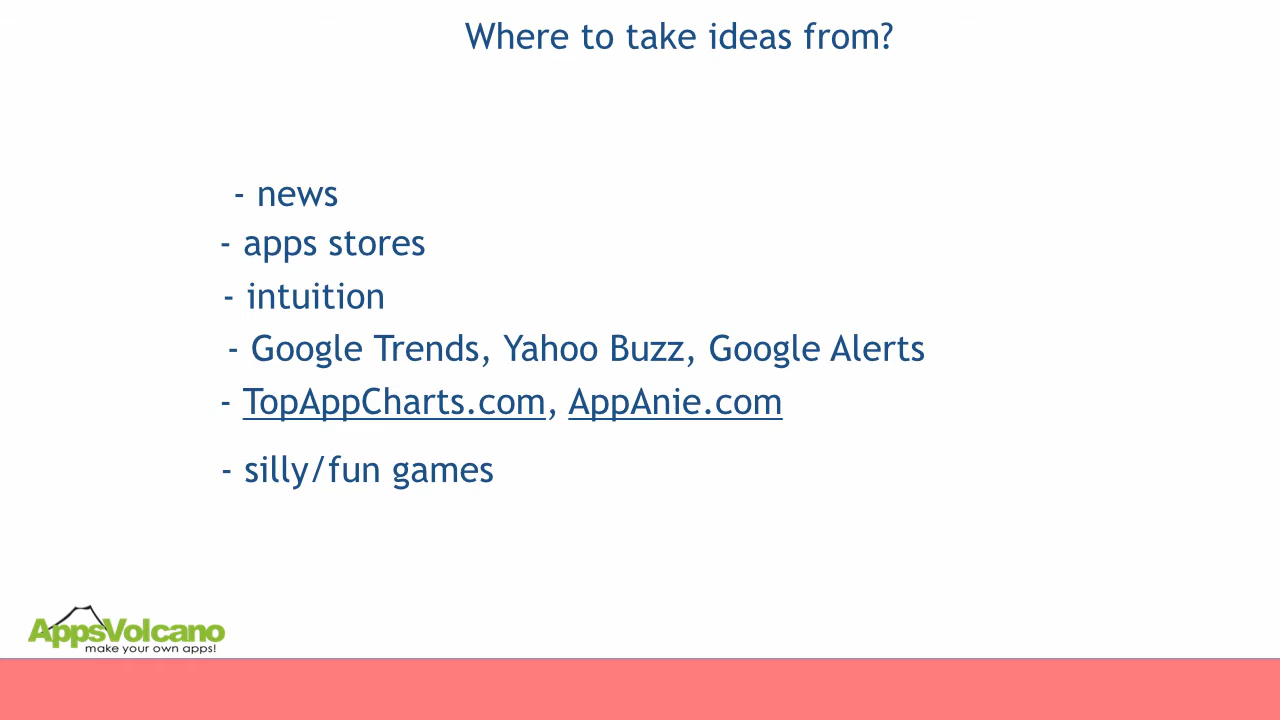 Where to take ideas from?
- news
- apps stores
- intuition
- Google Trends, Yahoo Buzz, Google Alerts
- TopAppCharts.com, AppAnie.com
- silly/fun games
AppsVolcano
make your own apps!